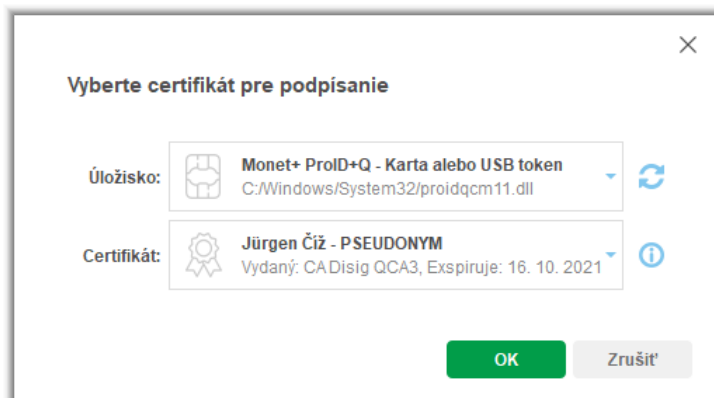 Vyberte certifikát pre podpísanie
Úložisko:
Monet+ ProID+Q - Karta alebo USB token
C:/Windows/System32/proidqcm11.dll
Certifikát:
Jürgen Číž - PSEUDONYM
Vydaný: CA Disig QCA3, Exspiruje: 16. 10. 2021
OK Zrušiť